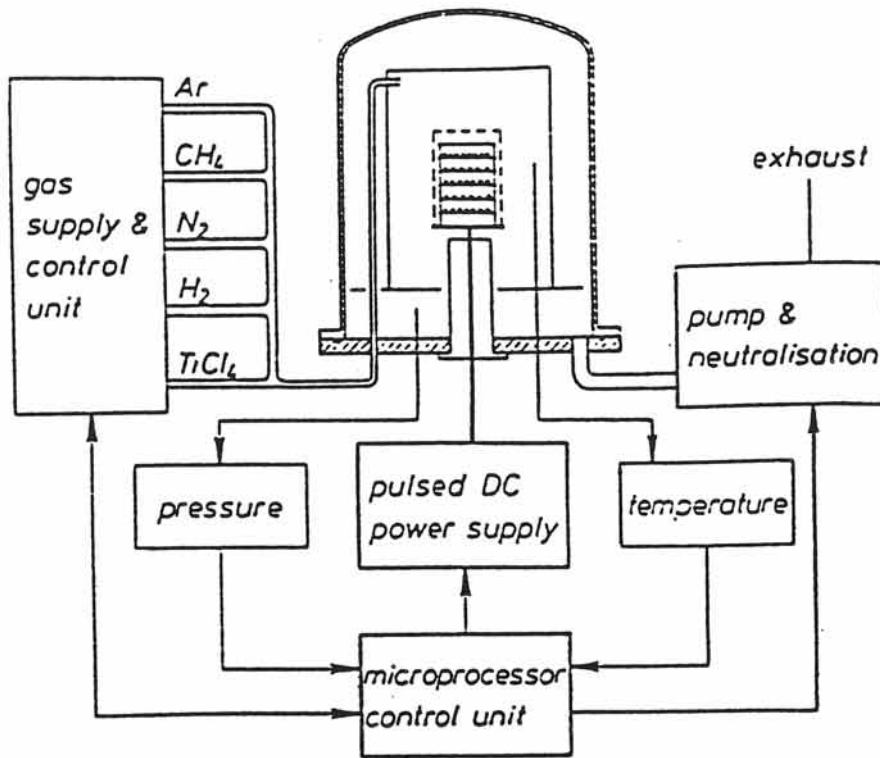 Ar
CH₄
N₂
H₂
TiCl₄
gas
supply &
control
unit
exhaust
pump &
neutralisation
pressure
pulsed DC
power supply
temperature
microprocessor
control unit